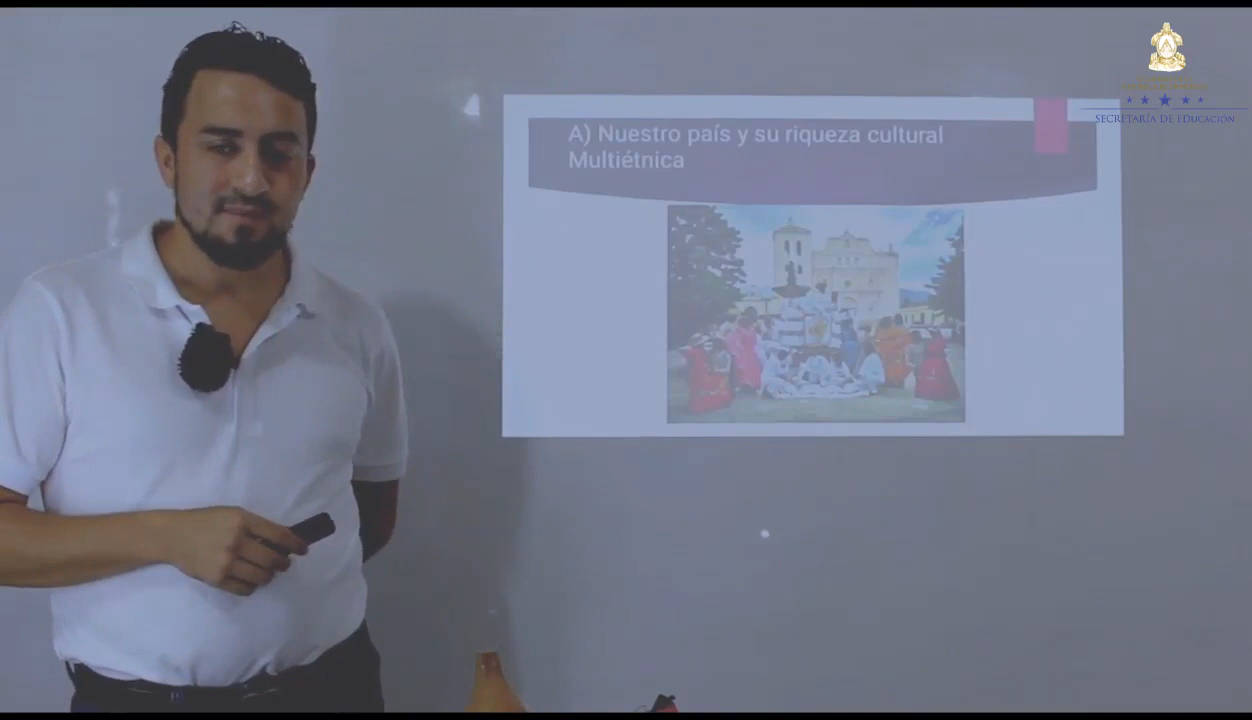 A) Nuestro país y su riqueza cultural
Multiétnica
SECRETARÍA DE EDUCACIÓN